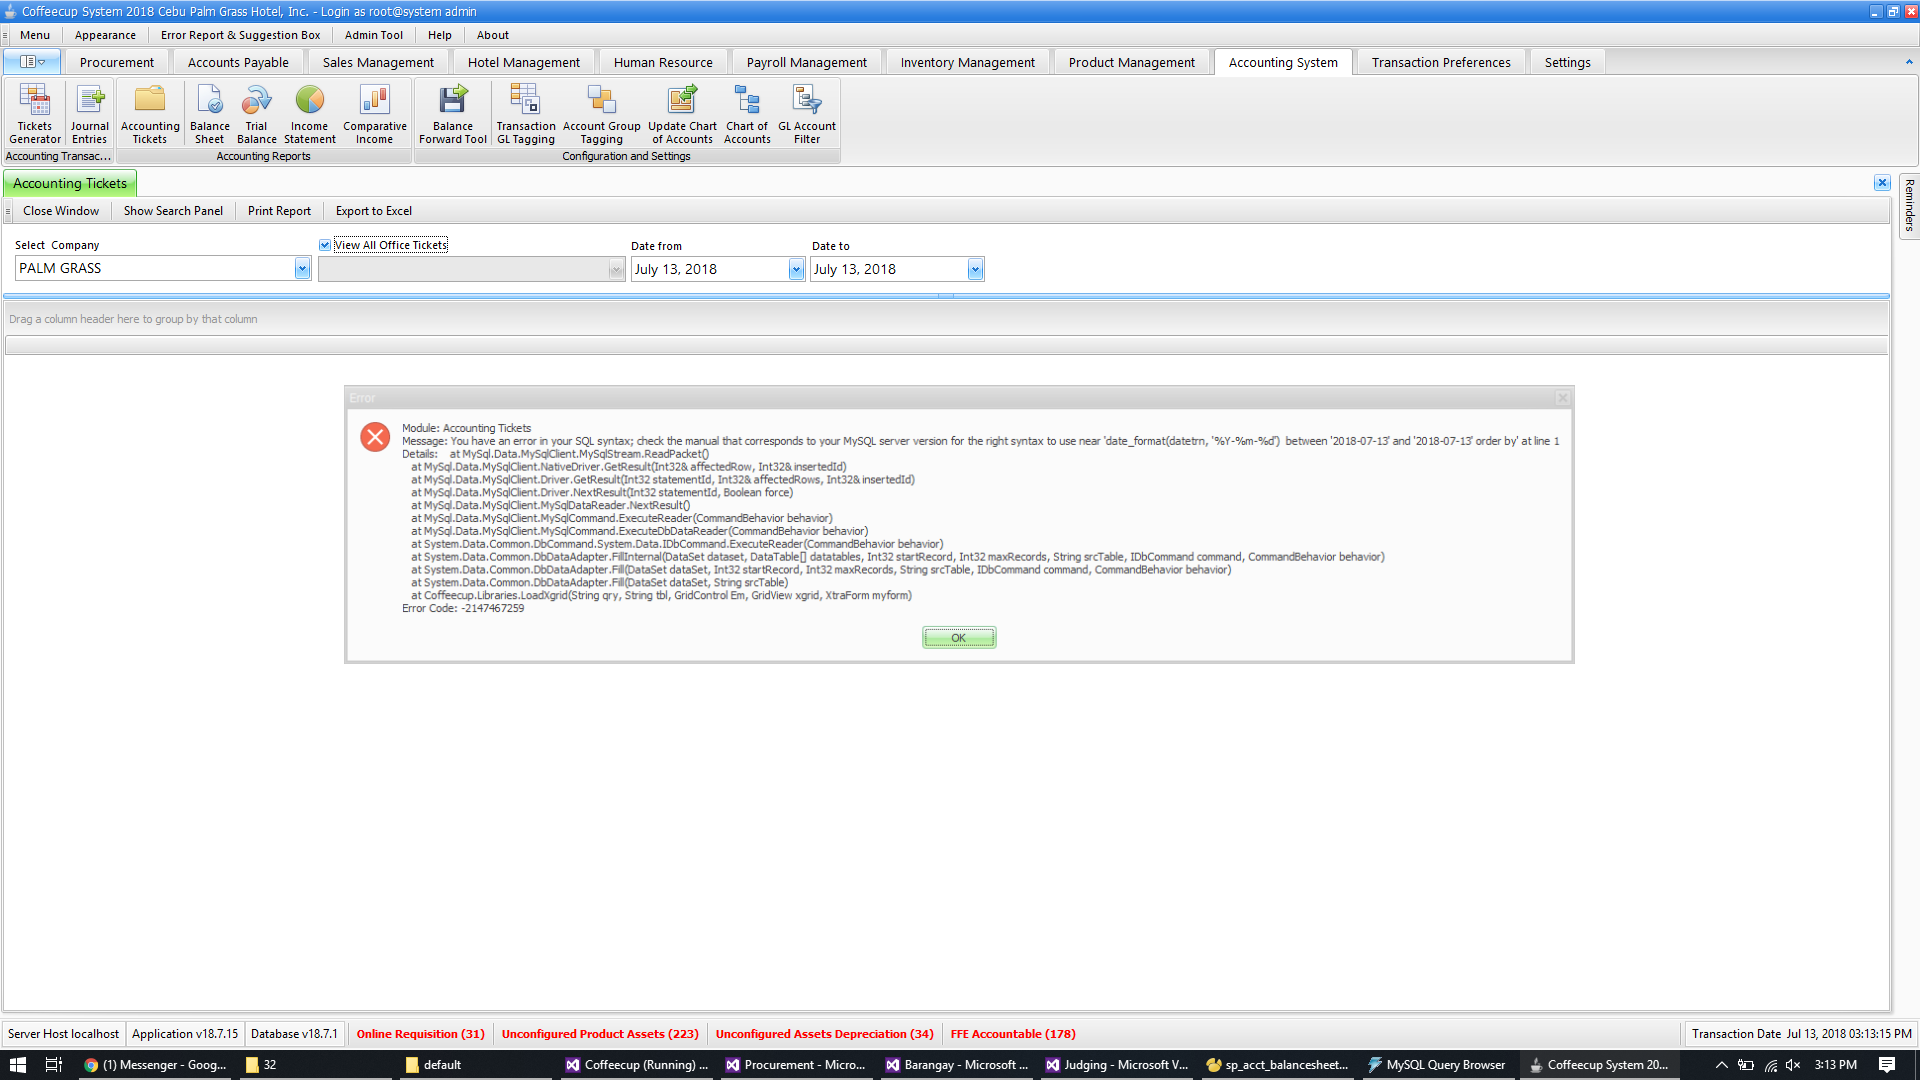 Coffeecup System 2018 Cebu Palm Grass Hotel, Inc. - Login as root@system admin
Menu Appearance Error Report & Suggestion Box Admin Tool Help About
Procurement Accounts Payable Sales Management Hotel Management Human Resource Payroll Management Inventory Management Product Management Accounting System Transaction Preferences Settings
Tickets Generator
Journal Entries
Accounting Tickets
Balance Sheet
Trial Balance
Income Statement
Comparative Income
Balance Forward Tool
Transaction GL Tagging
Account Group Tagging
Update Chart of Accounts
Chart of Accounts
GL Account Filter
Accounting Transac... Accounting Reports Configuration and Settings
Accounting Tickets
Reminders
Close Window Show Search Panel Print Report Export to Excel
Select Company View All Office Tickets Date from Date to
PALM GRASS July 13, 2018 July 13, 2018
Drag a column header here to group by that column
Error
Module: Accounting Tickets
Message: You have an error in your SQL syntax; check the manual that corresponds to your MySQL server version for the right syntax to use near 'date_format(datetrn, '%Y-%m-%d')  between '2018-07-13' and '2018-07-13' order by' at line 1
Details:    at MySql.Data.MySqlClient.MySqlStream.ReadPacket()
at MySql.Data.MySqlClient.NativeDriver.GetResult(Int32& affectedRow, Int32& insertedId)
at MySql.Data.MySqlClient.Driver.GetResult(Int32 statementId, Int32& affectedRows, Int32& insertedId)
at MySql.Data.MySqlClient.Driver.NextResult(Int32 statementId, Boolean force)
at MySql.Data.MySqlClient.MySqlDataReader.NextResult()
at MySql.Data.MySqlClient.MySqlCommand.ExecuteReader(CommandBehavior behavior)
at MySql.Data.MySqlClient.MySqlCommand.ExecuteDbDataReader(CommandBehavior behavior)
at System.Data.Common.DbCommand.System.Data.IDbCommand.ExecuteReader(CommandBehavior behavior)
at System.Data.Common.DbDataAdapter.FillInternal(DataSet dataset, DataTable[] datatables, Int32 startRecord, Int32 maxRecords, String srcTable, IDbCommand command, CommandBehavior behavior)
at System.Data.Common.DbDataAdapter.Fill(DataSet dataSet, Int32 startRecord, Int32 maxRecords, String srcTable, IDbCommand command, CommandBehavior behavior)
at System.Data.Common.DbDataAdapter.Fill(DataSet dataSet, String srcTable)
at Coffeecup.Libraries.LoadXgrid(String qry, String tbl, GridControl Em, GridView xgrid, XtraForm myform)
Error Code: -2147467259
OK
Server Host localhost Application v18.7.15 Database v18.7.1 Online Requisition (31) Unconfigured Product Assets (223) Unconfigured Assets Depreciation (34) FFE Accountable (178) Transaction Date Jul 13, 2018 03:13:15 PM
(1) Messenger - Goog... 32 default Coffeecup (Running) ... Procurement - Micro... Barangay - Microsoft ... Judging - Microsoft V... sp_acct_balancesheet... MySQL Query Browser Coffeecup System 20... 3:13 PM